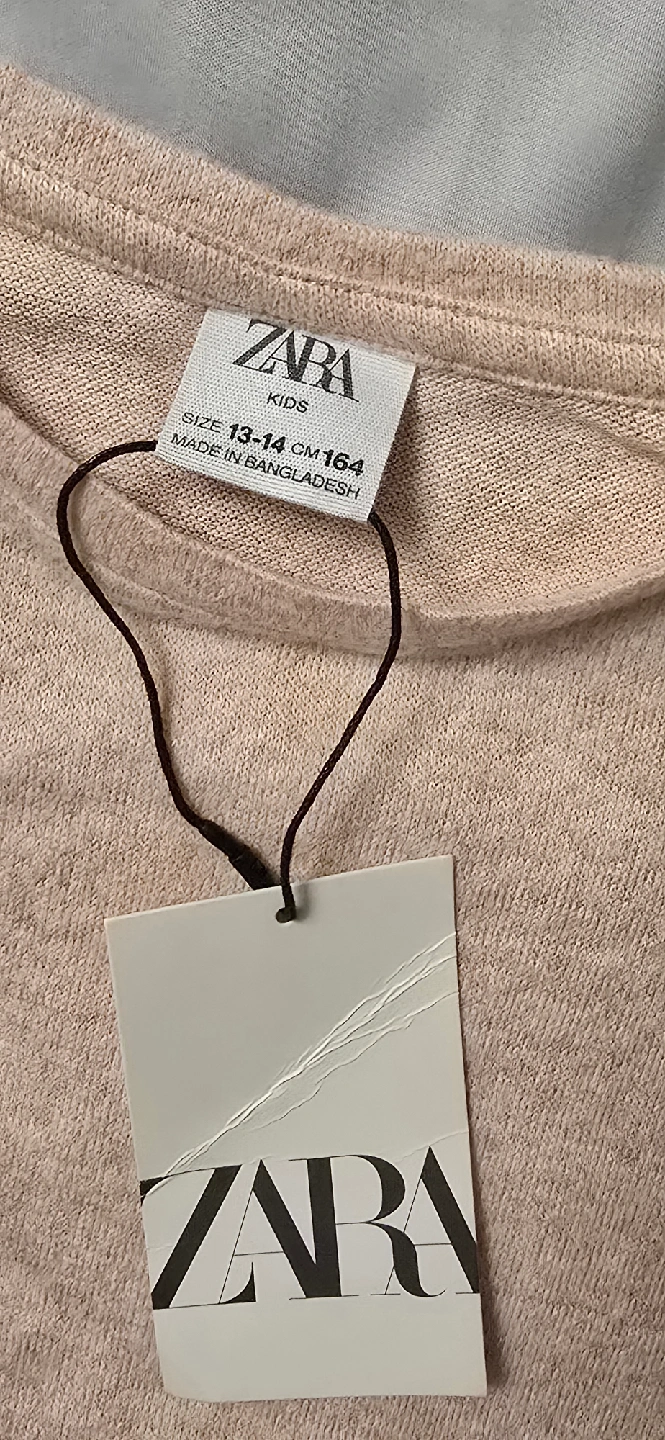 ZARA
KIDS
SIZE 13-14 CM 164
MADE IN BANGLADESH
ZARA